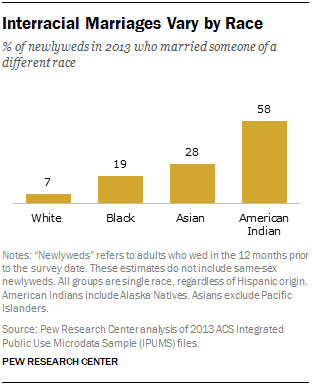 Interracial Marriages Vary by Race
% of newlyweds in 2013 who married someone of a
different race
58
28
19
7
White Black Asian American
Indian
Notes: “Newlyweds” refers to adults who wed in the 12 months prior
to the survey date. These estimates do not include same-sex
newlyweds. All groups are single race, regardless of Hispanic origin.
American Indians include Alaska Natives. Asians exclude Pacific
Islanders.
Source: Pew Research Center analysis of 2013 ACS Integrated
Public Use Microdata Sample (IPUMS) files.
PEW RESEARCH CENTER